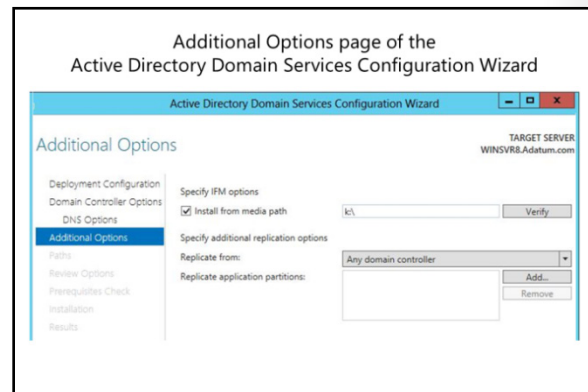 Additional Options page of the
Active Directory Domain Services Configuration Wizard
Active Directory Domain Services Configuration Wizard
Additional Options
TARGET SERVER
WINSVR8.Adatum.com
Deployment Configuration
Domain Controller Options
DNS Options
Additional Options
Paths
Review Options
Prerequisites Check
Installation
Results
Specify IFM options
Install from media path
k:\
Verify
Specify additional replication options
Replicate from:
Any domain controller
Replicate application partitions:
Add...
Remove